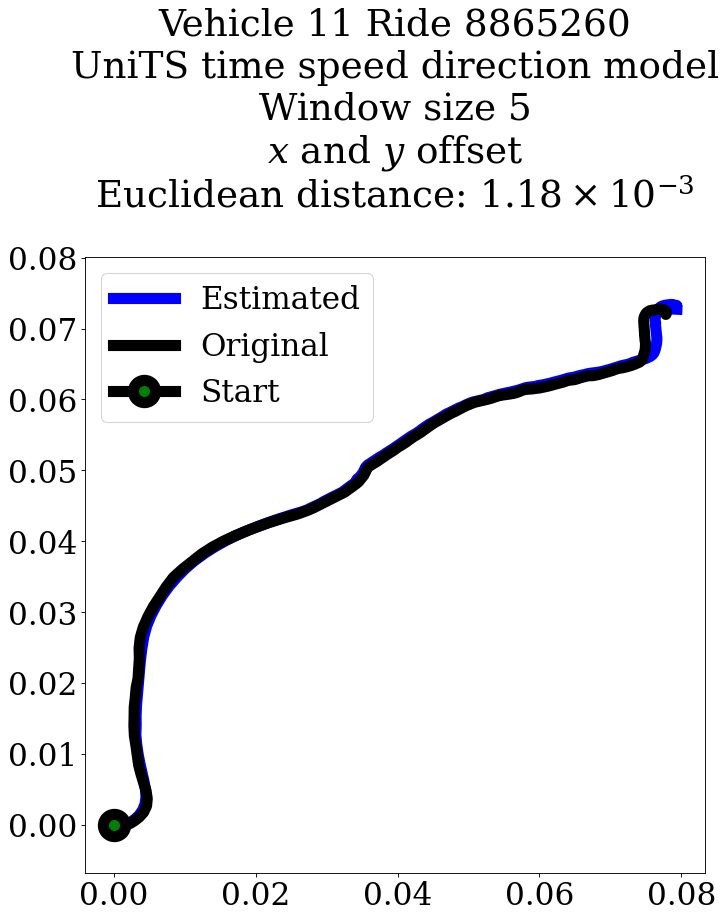 Vehicle 11 Ride 8865260
UniTS time speed direction model
Window size 5
x and y offset
Euclidean distance: 1.18 × 10⁻³
0.08
Estimated
0.07
Original
Start
0.06
0.05
0.04
0.03
0.02
0.01
0.00
0.00 0.02 0.04 0.06 0.08